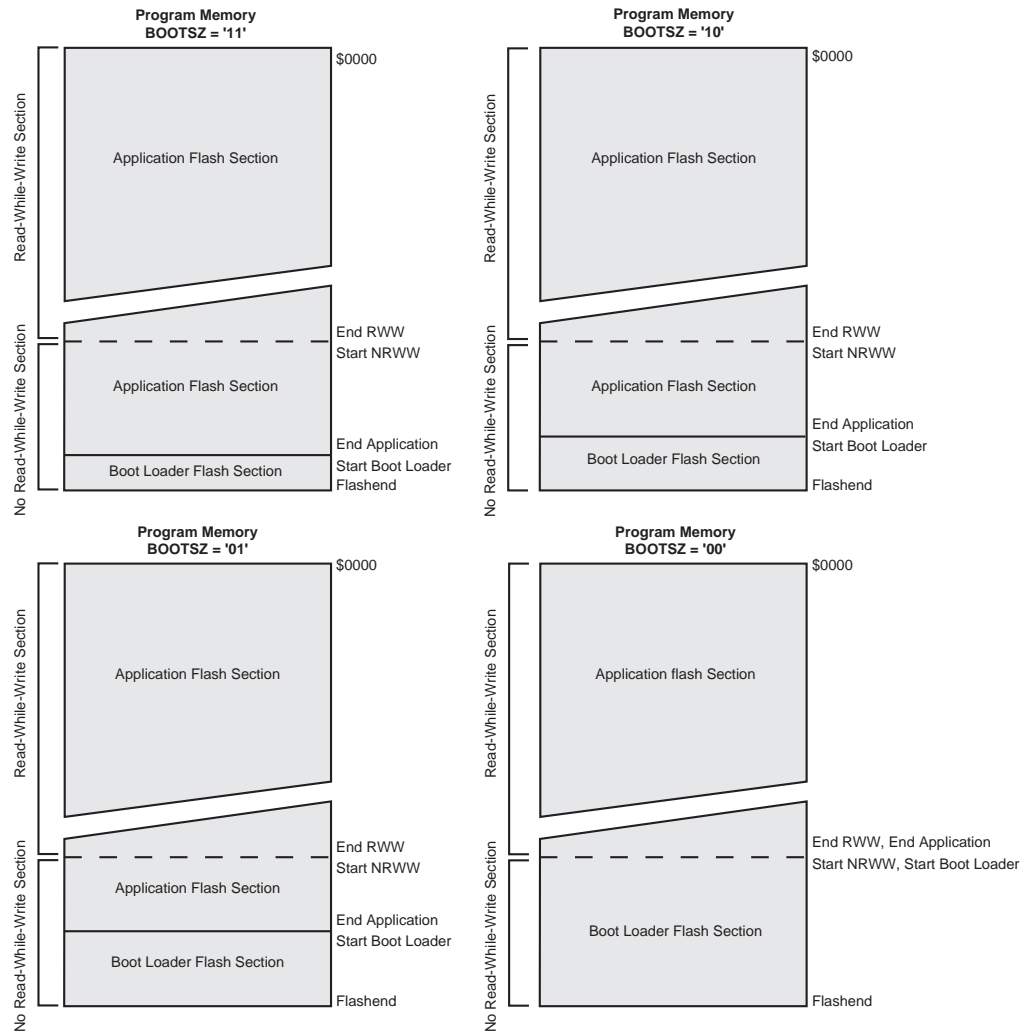 Program Memory
BOOTSZ = '11'
$0000
Read-While-Write Section
Application Flash Section
End RWW
Start NRWW
No Read-While-Write Section
Application Flash Section
End Application
Start Boot Loader
Boot Loader Flash Section
Flashend
Program Memory
BOOTSZ = '10'
$0000
Read-While-Write Section
Application Flash Section
End RWW
Start NRWW
No Read-While-Write Section
Application Flash Section
End Application
Start Boot Loader
Boot Loader Flash Section
Flashend
Program Memory
BOOTSZ = '01'
$0000
Read-While-Write Section
Application Flash Section
End RWW
Start NRWW
No Read-While-Write Section
Application Flash Section
End Application
Start Boot Loader
Boot Loader Flash Section
Flashend
Program Memory
BOOTSZ = '00'
$0000
Read-While-Write Section
Application flash Section
End RWW, End Application
Start NRWW, Start Boot Loader
No Read-While-Write Section
Boot Loader Flash Section
Flashend